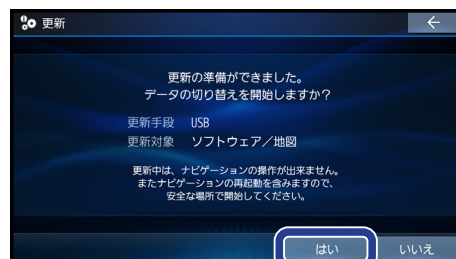 更新
更新の準備ができました。
データの切り替えを開始しますか？
更新手段 USB
更新対象 ソフトウェア／地図
更新中は、ナビゲーションの操作が出来ません。
またナビゲーションの再起動を含みますので、
安全な場所で開始してください。
はい いいえ